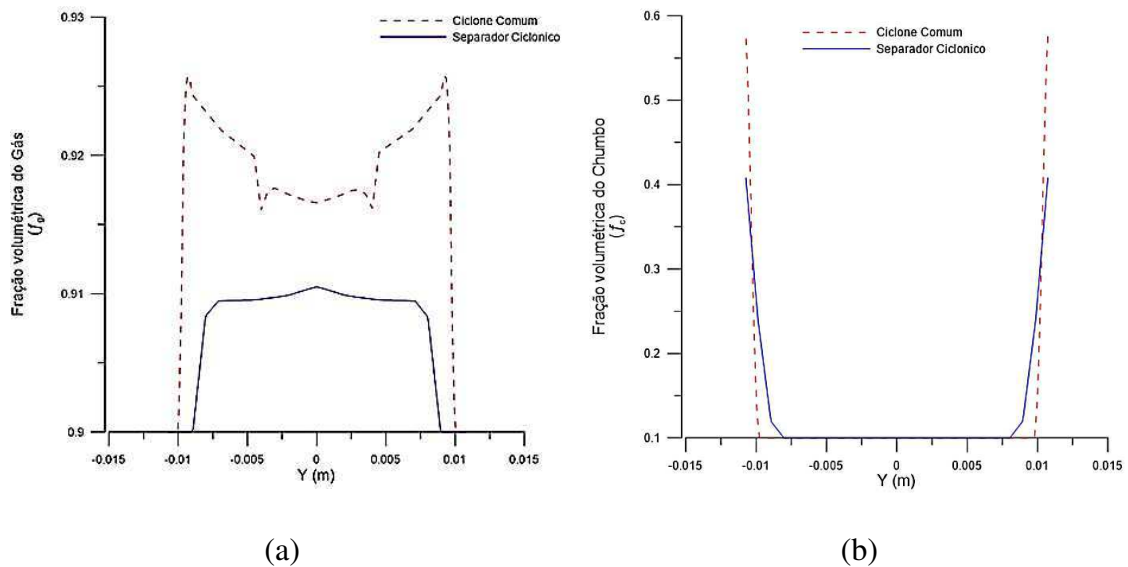 0.93
0.92
0.91
0.9
Fração volumétrica do Gás
(fg)
Ciclone Comum
Separador Ciclonico
-0.015 -0.01 -0.005 0 0.005 0.01 0.015
Y (m)
(a)
0.6
0.5
0.4
0.3
0.2
0.1
Fração volumétrica do Chumbo
(fc)
Ciclone Comum
Separador Ciclonico
-0.015 -0.01 -0.005 0 0.005 0.01 0.015
Y (m)
(b)